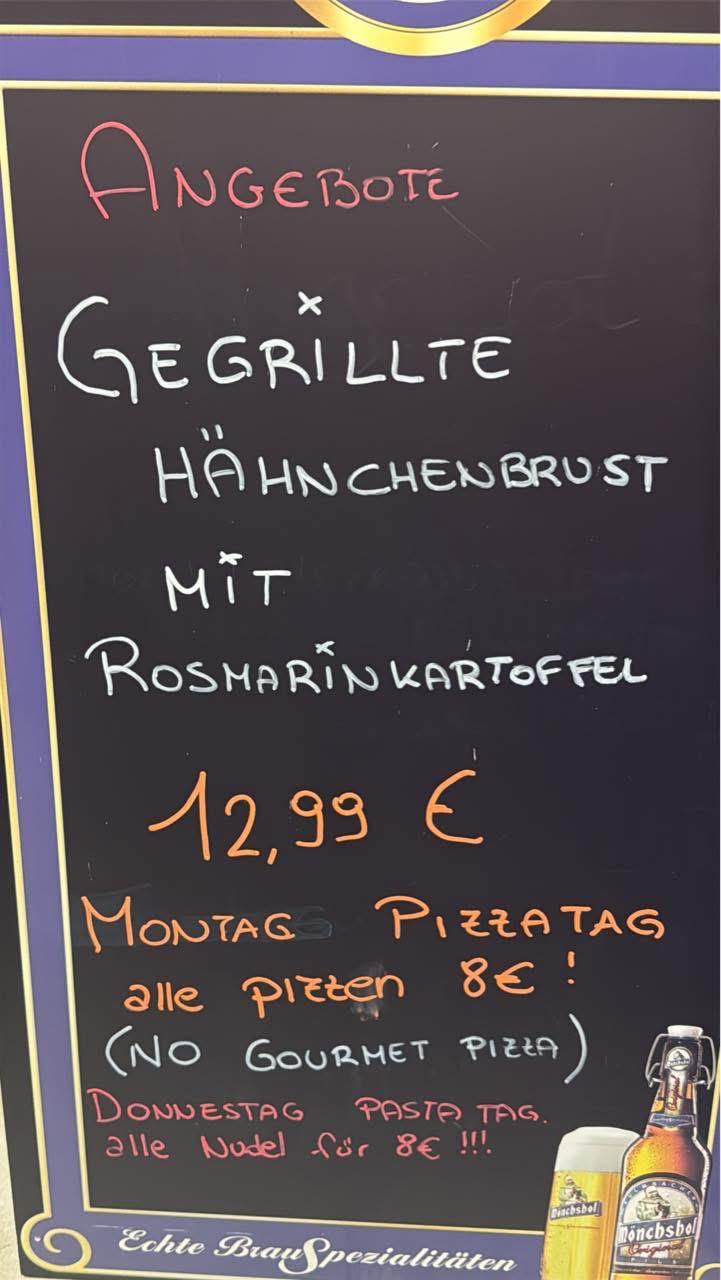 ANGEBOTE
GEGRILLTE
HÄHNCHENBRUST
MIT
ROSMARINKARTOFFEL
12,99 €
MONTAG PIZZATAG
alle pizzen 8€ !
(NO GOURMET PIZZA)
DONNESTAG PASTA TAG.
alle Nudel für 8€ !!!
Mönchshof
Mönchshof
Echte BrauSpezialitäten